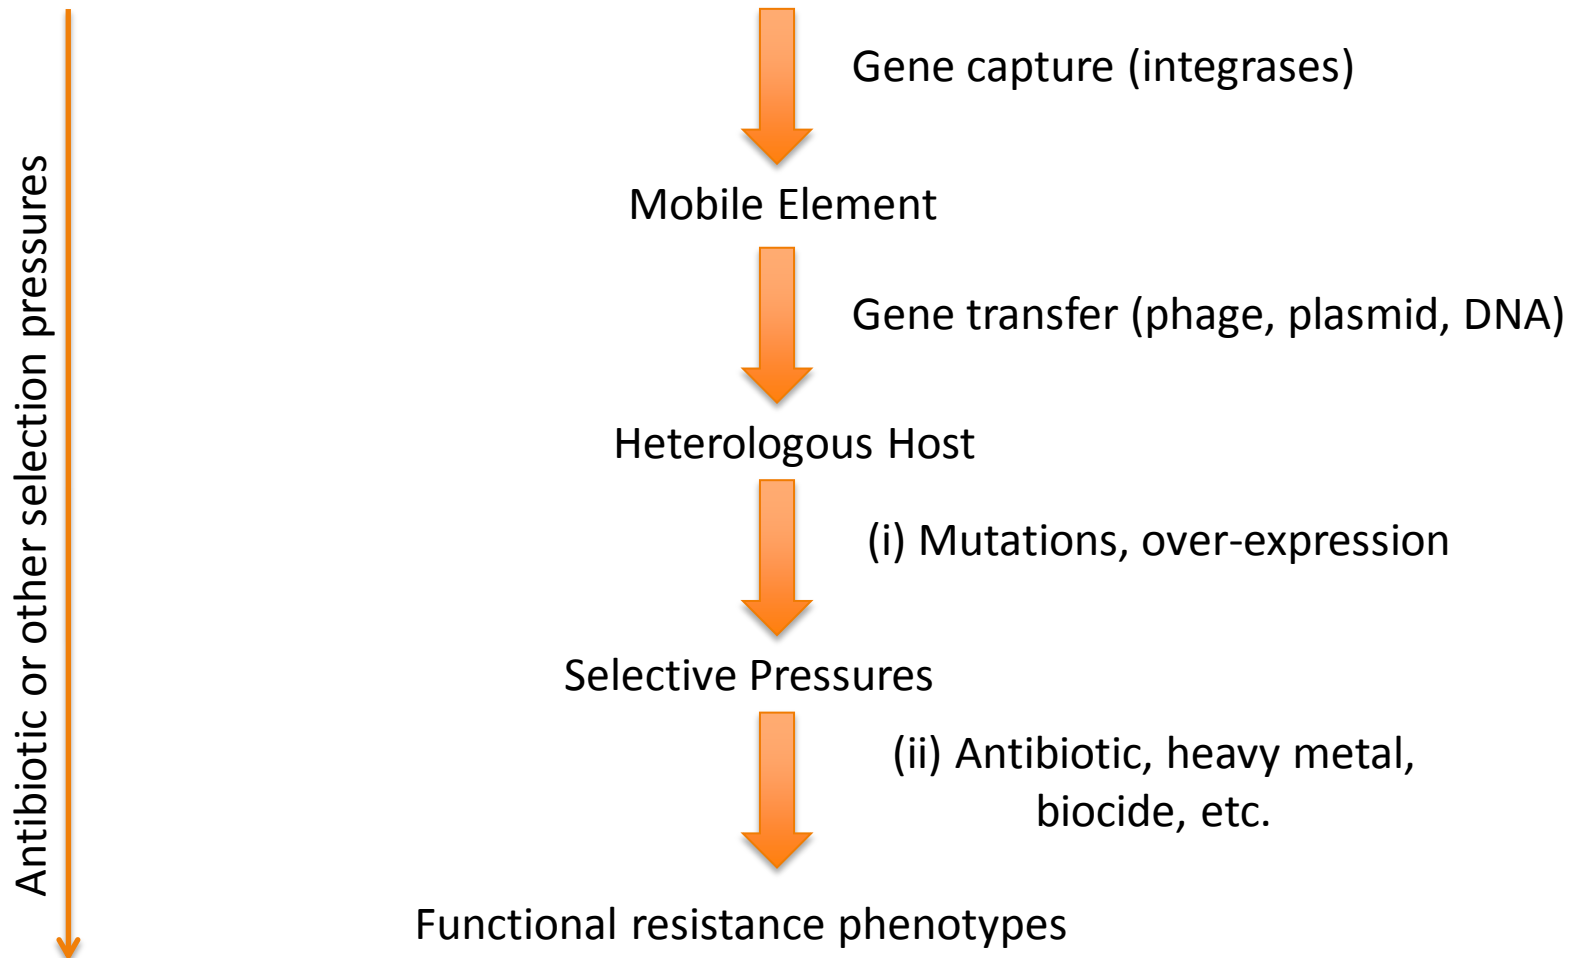 Antibiotic or other selection pressures
Gene capture (integrases)
Mobile Element
Gene transfer (phage, plasmid, DNA)
Heterologous Host
(i) Mutations, over-expression
Selective Pressures
(ii) Antibiotic, heavy metal,
biocide, etc.
Functional resistance phenotypes